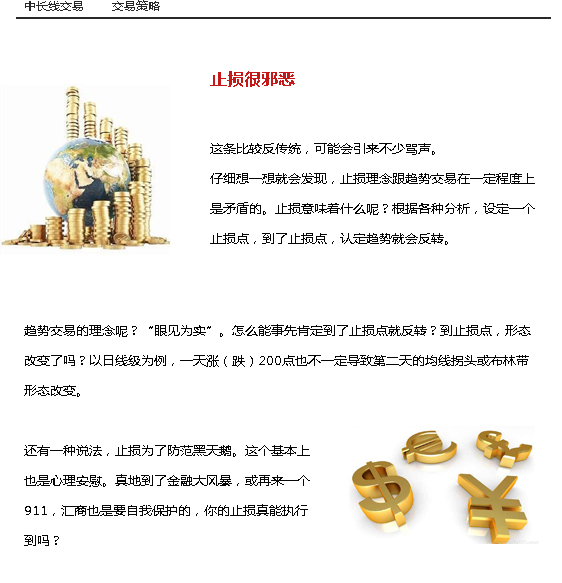 中长线交易 交易策略
止损很邪恶
这条比较反传统，可能会引来不少骂声。
仔细想一想就会发现，止损理念跟趋势交易在一定程度上
是矛盾的。止损意味着什么呢？根据各种分析，设定一个
止损点，到了止损点，认定趋势就会反转。
趋势交易的理念呢？“眼见为实”。怎么能事先肯定到了止损点就反转？到止损点，形态
改变了吗？以日线级为例，一天涨（跌）200点也不一定导致第二天的均线拐头或布林带
形态改变。
还有一种说法，止损为了防范黑天鹅。这个基本上
也是心理安慰。真地到了金融大风暴，或再来一个
911，汇商也是要自我保护的，你的止损真能执行
到吗？